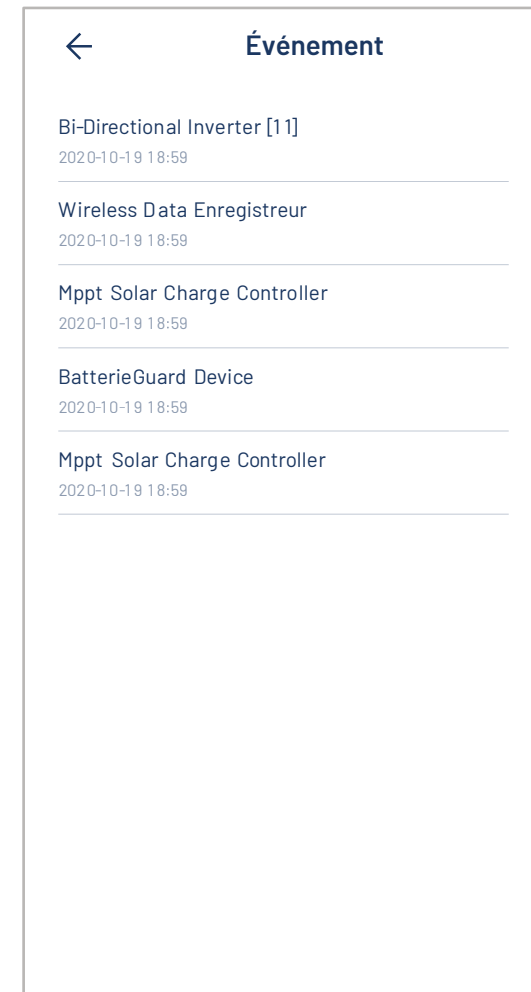 Événement
Bi-Directional Inverter [11]
2020-10-19 18:59
Wireless Data Enregistreur
2020-10-19 18:59
Mppt Solar Charge Controller
2020-10-19 18:59
BatterieGuard Device
2020-10-19 18:59
Mppt Solar Charge Controller
2020-10-19 18:59